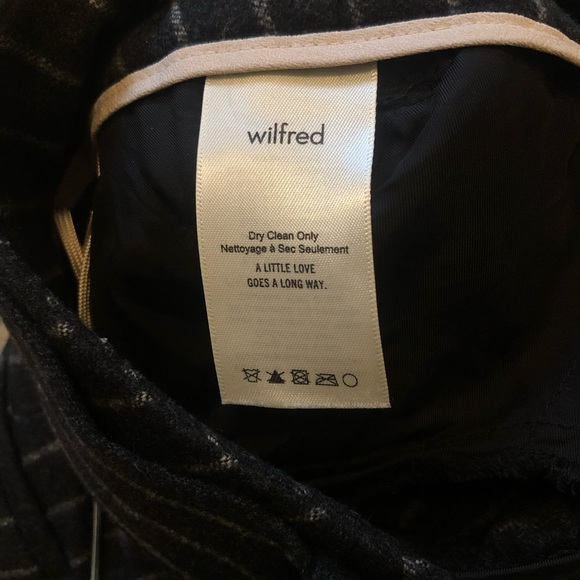 wilfred
Dry Clean Only
Nettoyage à Sec Seulement
A LITTLE LOVE
GOES A LONG WAY.